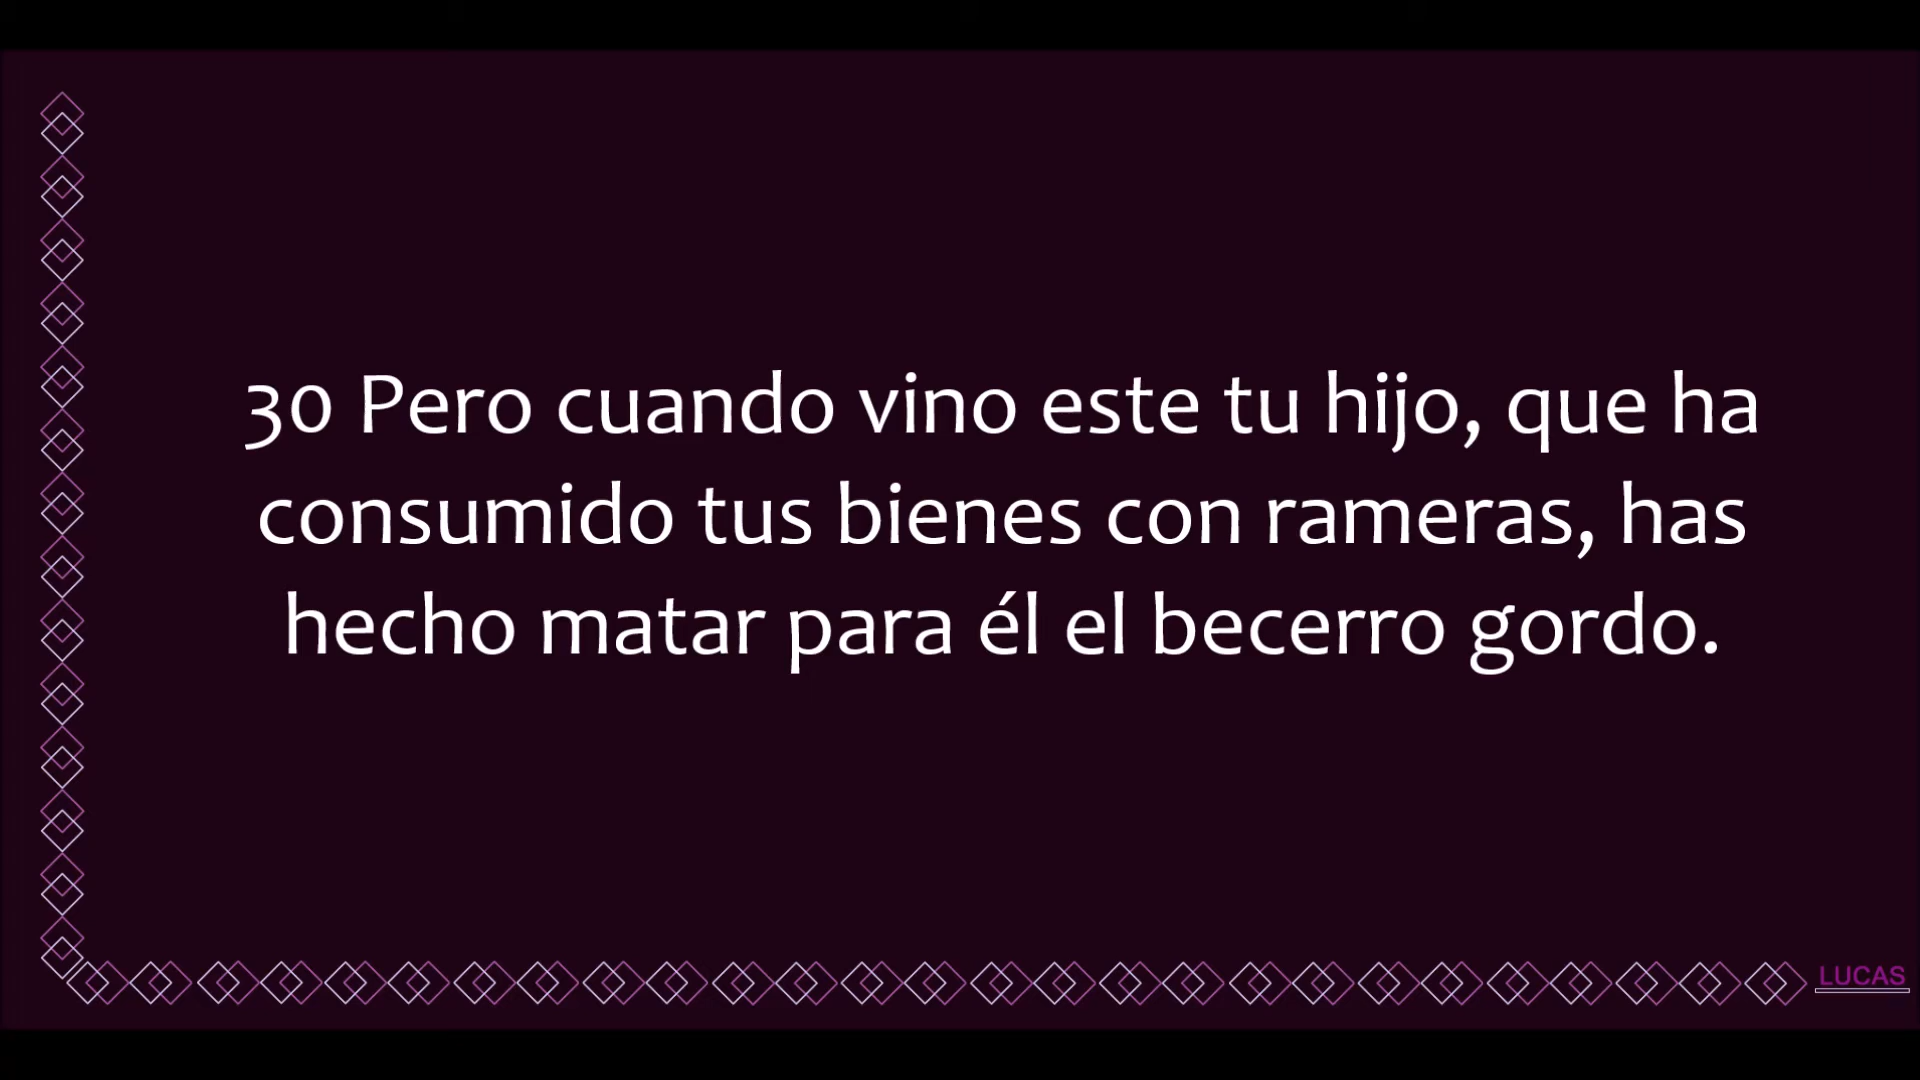 30 Pero cuando vino este tu hijo, que ha
consumido tus bienes con rameras, has
hecho matar para él el becerro gordo.
LUCAS